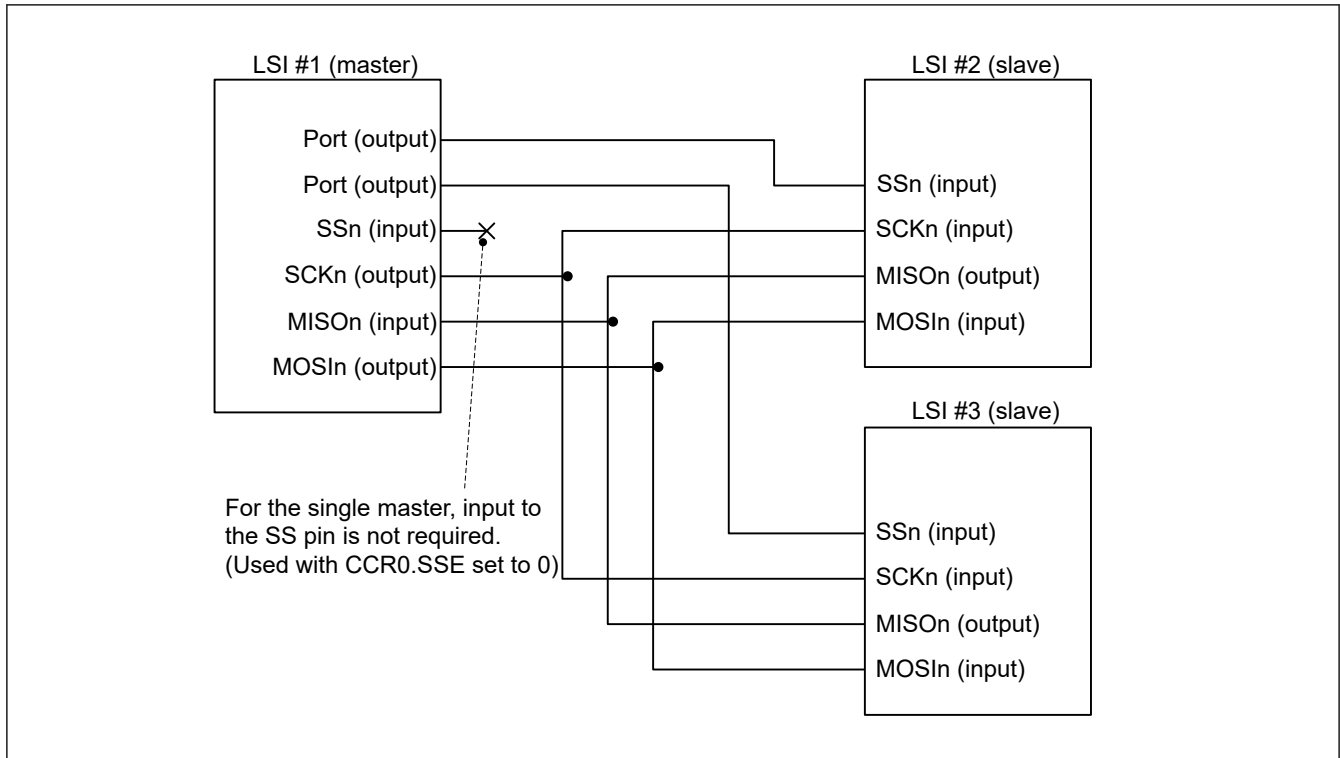 LSI #1 (master)
Port (output)
Port (output)
SSn (input)
SCKn (output)
MISOn (input)
MOSIn (output)
For the single master, input to
the SS pin is not required.
(Used with CCR0.SSE set to 0)
LSI #2 (slave)
SSn (input)
SCKn (input)
MISOn (output)
MOSIn (input)
LSI #3 (slave)
SSn (input)
SCKn (input)
MISOn (output)
MOSIn (input)